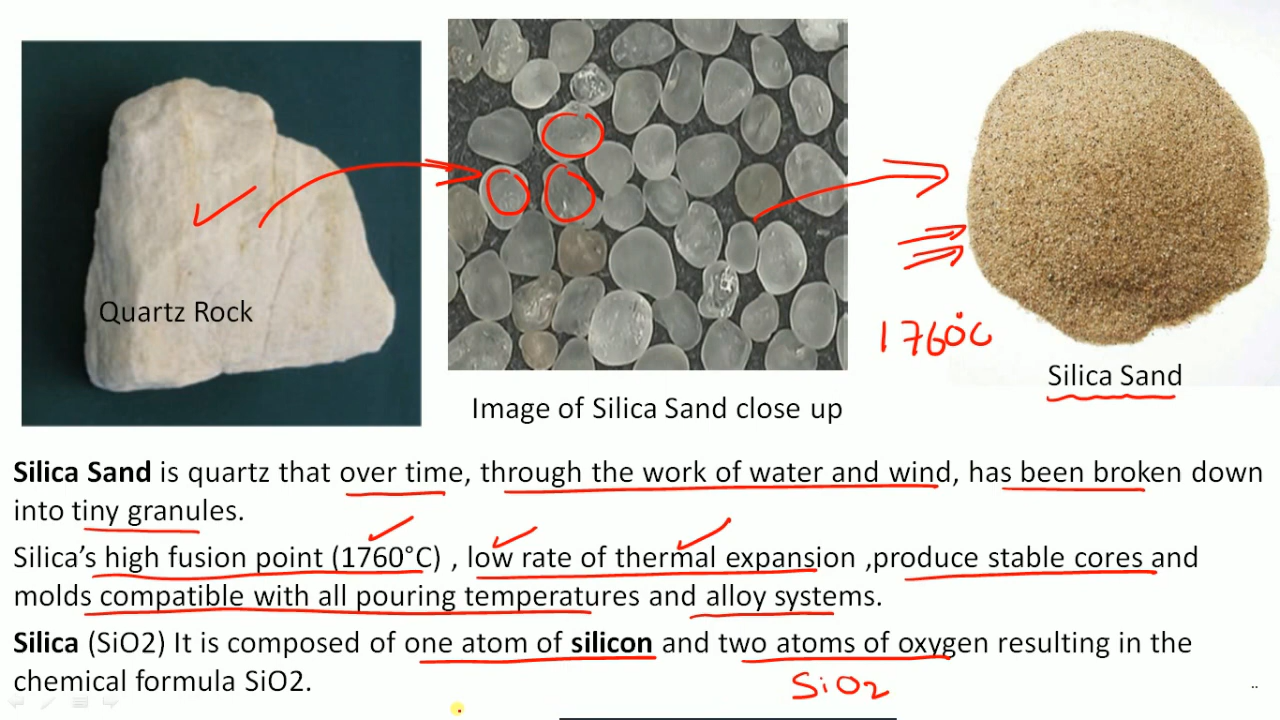 Quartz Rock
1760°C
Silica Sand
Image of Silica Sand close up
Silica Sand is quartz that over time, through the work of water and wind, has been broken down
into tiny granules.
Silica’s high fusion point (1760°C) , low rate of thermal expansion ,produce stable cores and
molds compatible with all pouring temperatures and alloy systems.
Silica (SiO2) It is composed of one atom of silicon and two atoms of oxygen resulting in the
chemical formula SiO2.
SiO2